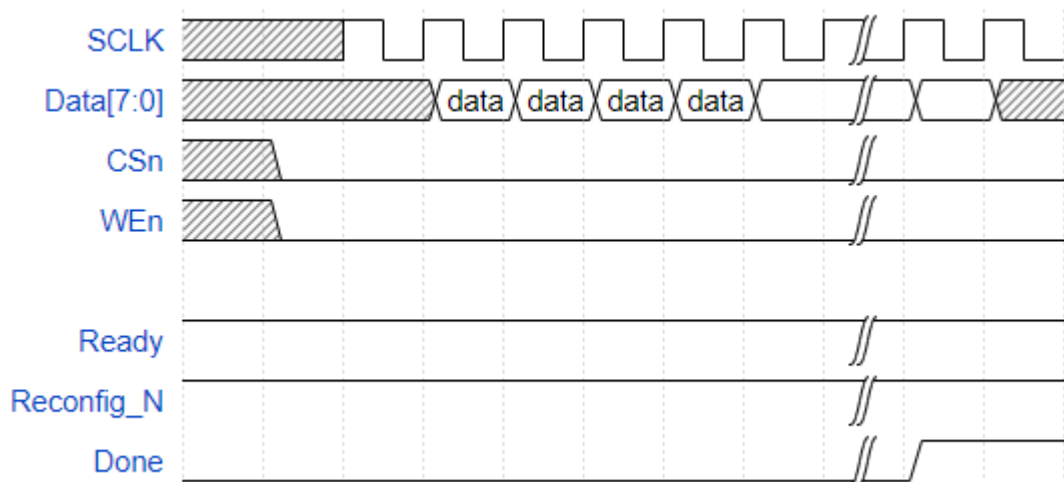 SCLK
Data[7:0] data data data data
CSn
WEn
Ready
Reconfig_N
Done